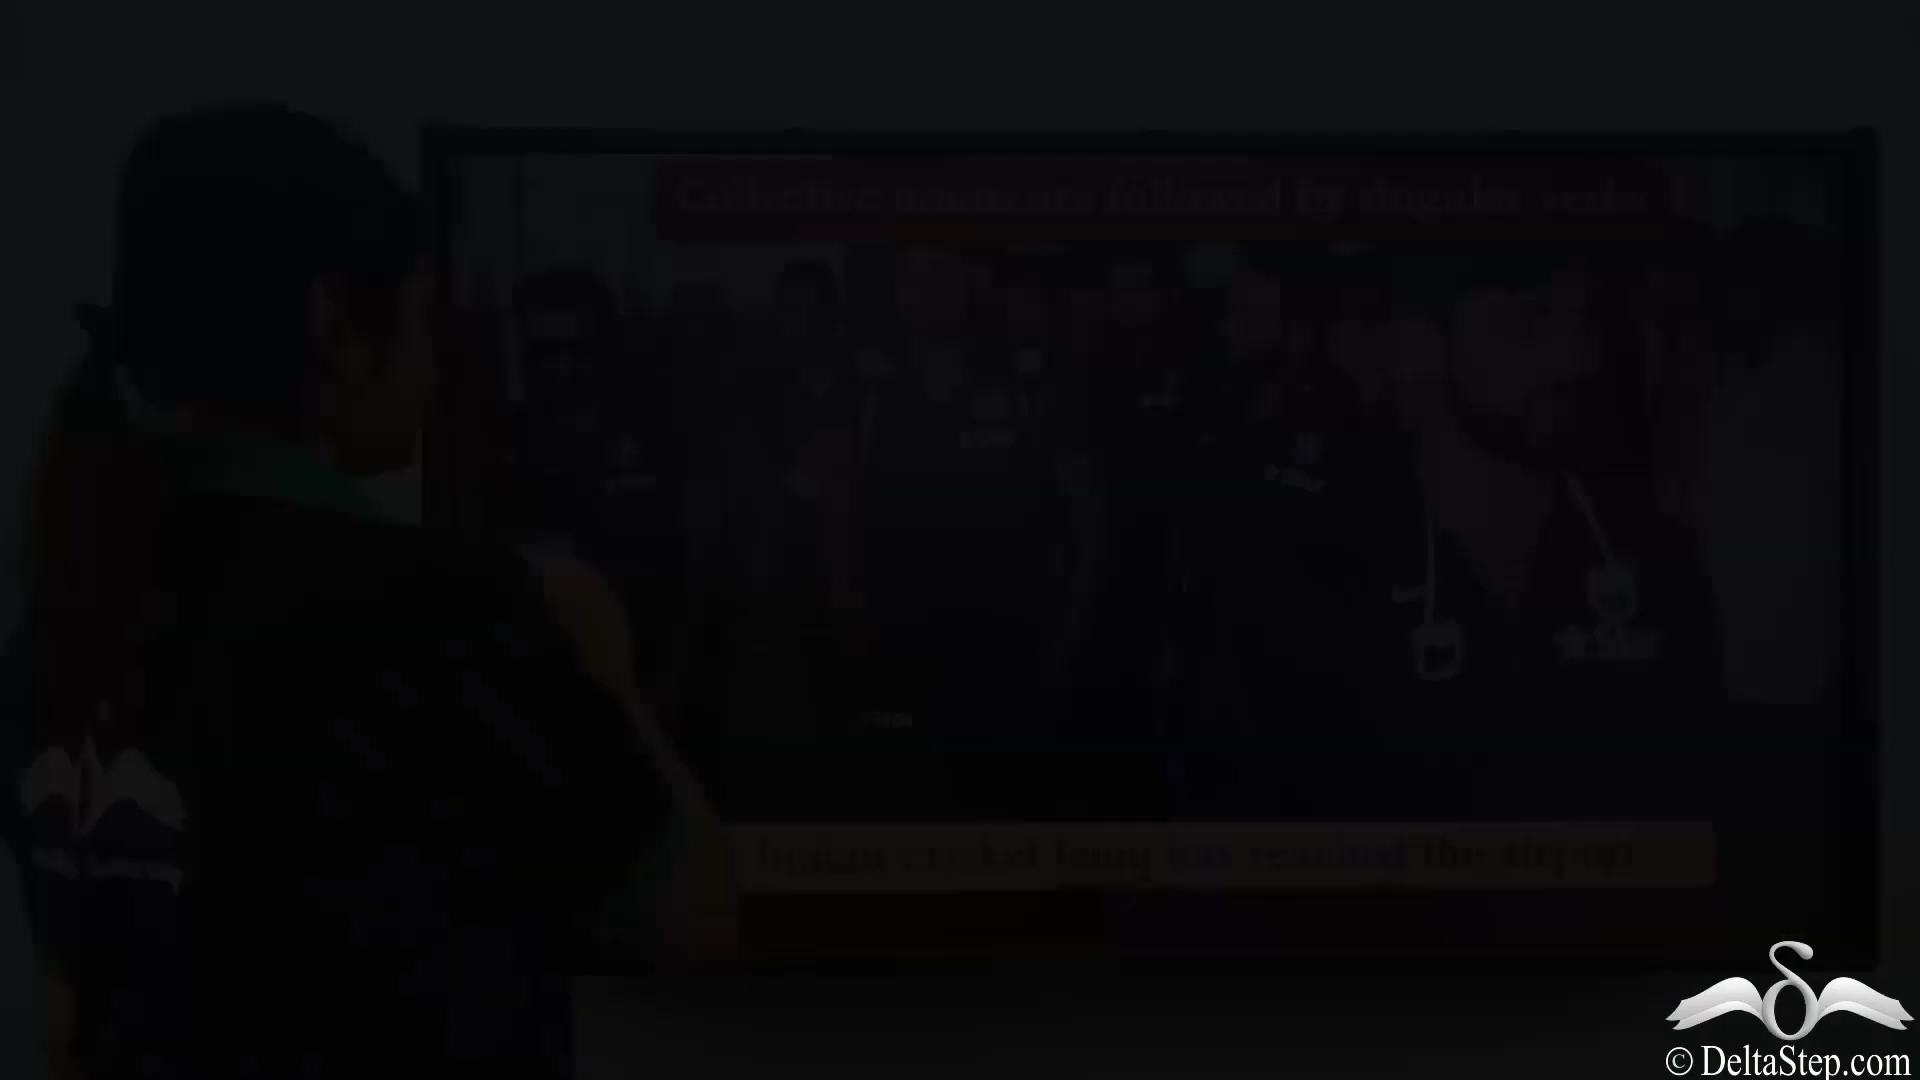 Collective nouns are followed by singular verbs
Indian cricket team has reached the airport
© DeltaStep.com